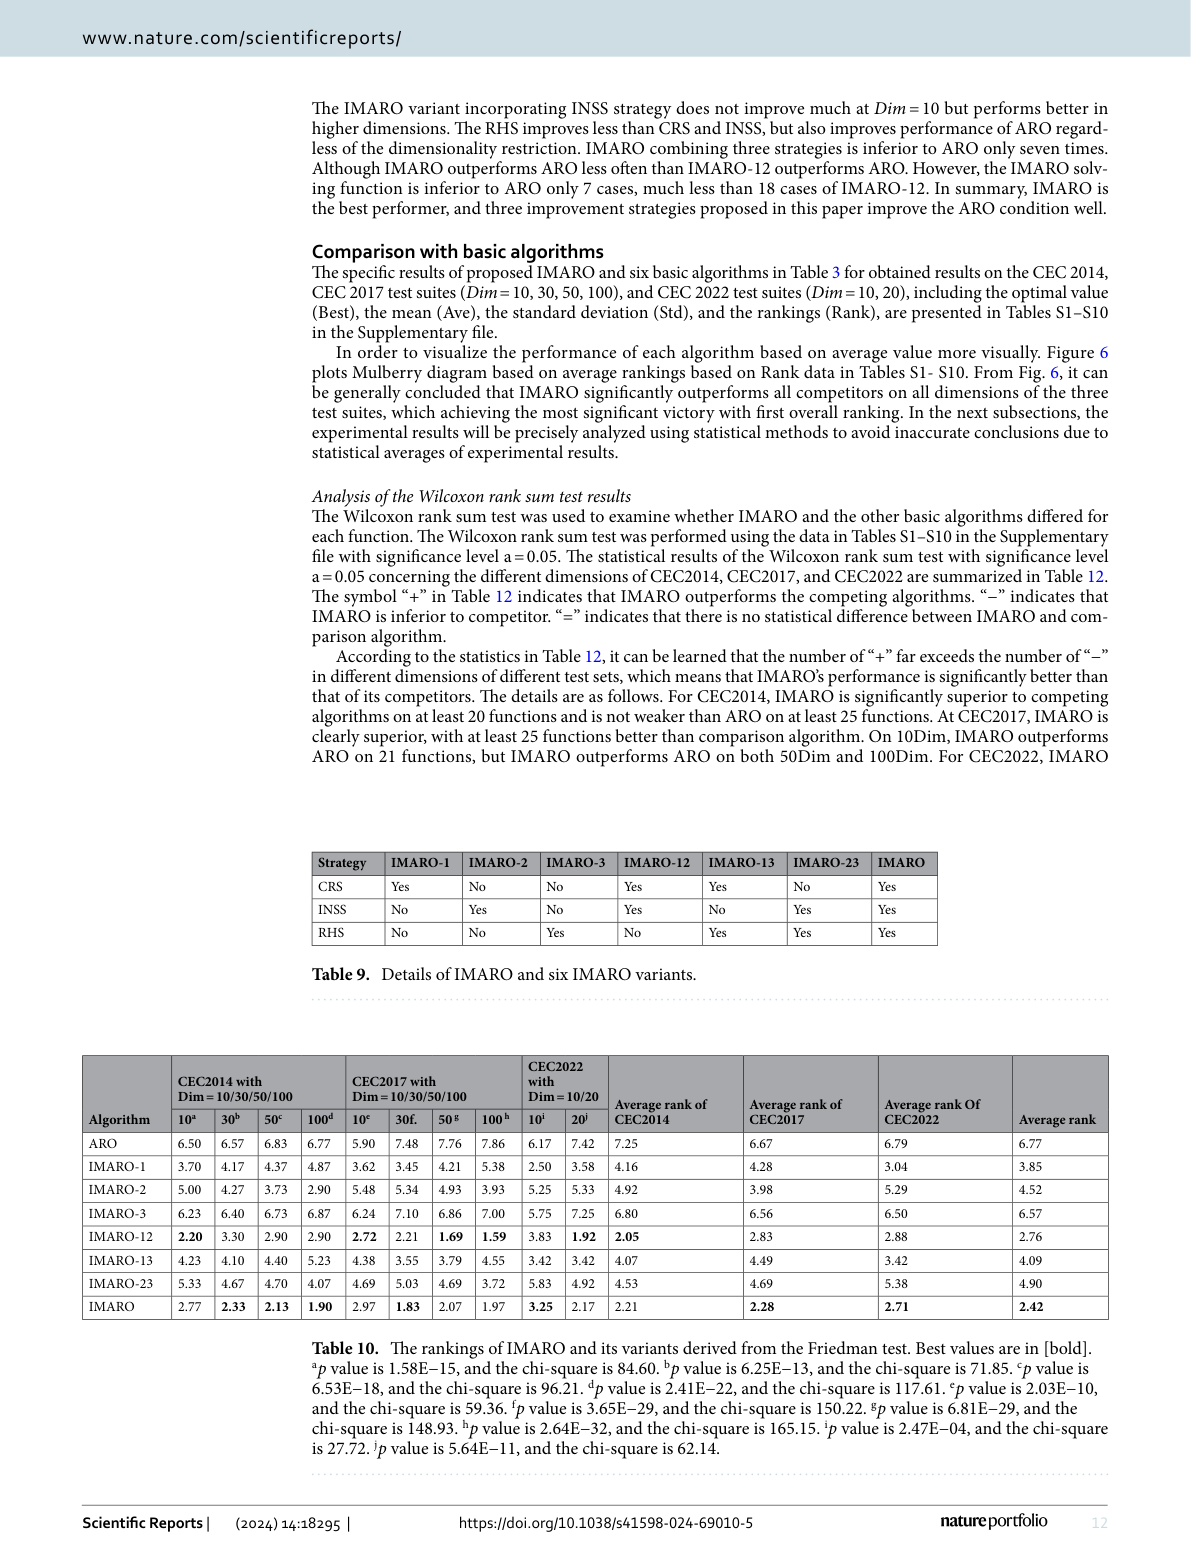 www.nature.com/scientificreports/
The IMARO variant incorporating INSS strategy does not improve much at Dim = 10 but performs better in
higher dimensions. The RHS improves less than CRS and INSS, but also improves performance of ARO regard-
less of the dimensionality restriction. IMARO combining three strategies is inferior to ARO only seven times.
Although IMARO outperforms ARO less often than IMARO-12 outperforms ARO. However, the IMARO solv-
ing function is inferior to ARO only 7 cases, much less than 18 cases of IMARO-12. In summary, IMARO is
the best performer, and three improvement strategies proposed in this paper improve the ARO condition well.
Comparison with basic algorithms
The specific results of proposed IMARO and six basic algorithms in Table 3 for obtained results on the CEC 2014,
CEC 2017 test suites (Dim = 10, 30, 50, 100), and CEC 2022 test suites (Dim = 10, 20), including the optimal value
(Best), the mean (Ave), the standard deviation (Std), and the rankings (Rank), are presented in Tables S1–S10
in the Supplementary file.
In order to visualize the performance of each algorithm based on average value more visually. Figure 6
plots Mulberry diagram based on average rankings based on Rank data in Tables S1- S10. From Fig. 6, it can
be generally concluded that IMARO significantly outperforms all competitors on all dimensions of the three
test suites, which achieving the most significant victory with first overall ranking. In the next subsections, the
experimental results will be precisely analyzed using statistical methods to avoid inaccurate conclusions due to
statistical averages of experimental results.
Analysis of the Wilcoxon rank sum test results
The Wilcoxon rank sum test was used to examine whether IMARO and the other basic algorithms differed for
each function. The Wilcoxon rank sum test was performed using the data in Tables S1–S10 in the Supplementary
file with significance level a = 0.05. The statistical results of the Wilcoxon rank sum test with significance level
a = 0.05 concerning the different dimensions of CEC2014, CEC2017, and CEC2022 are summarized in Table 12.
The symbol “+” in Table 12 indicates that IMARO outperforms the competing algorithms. “−” indicates that
IMARO is inferior to competitor. “=” indicates that there is no statistical difference between IMARO and com-
parison algorithm.
According to the statistics in Table 12, it can be learned that the number of “+” far exceeds the number of “−”
in different dimensions of different test sets, which means that IMARO’s performance is significantly better than
that of its competitors. The details are as follows. For CEC2014, IMARO is significantly superior to competing
algorithms on at least 20 functions and is not weaker than ARO on at least 25 functions. At CEC2017, IMARO is
clearly superior, with at least 25 functions better than comparison algorithm. On 10Dim, IMARO outperforms
ARO on 21 functions, but IMARO outperforms ARO on both 50Dim and 100Dim. For CEC2022, IMARO
Strategy IMARO-1 IMARO-2 IMARO-3 IMARO-12 IMARO-13 IMARO-23 IMARO
CRS Yes No No Yes Yes No Yes
INSS No Yes No Yes No Yes Yes
RHS No No Yes No Yes Yes Yes
Table 9. Details of IMARO and six IMARO variants.
CEC2014 with
Dim = 10/30/50/100
CEC2017 with
Dim = 10/30/50/100
CEC2022
with
Dim = 10/20
Average rank of
CEC2014
Average rank of
CEC2017
Average rank Of
CEC2022
Average rank
Algorithm 10a 30b 50c 100d 10e 30f. 50 g 100 h 10i 20j
ARO 6.50 6.57 6.83 6.77 5.90 7.48 7.76 7.86 6.17 7.42 7.25 6.67 6.79 6.77
IMARO-1 3.70 4.17 4.37 4.87 3.62 3.45 4.21 5.38 2.50 3.58 4.16 4.28 3.04 3.85
IMARO-2 5.00 4.27 3.73 2.90 5.48 5.34 4.93 3.93 5.25 5.33 4.92 3.98 5.29 4.52
IMARO-3 6.23 6.40 6.73 6.87 6.24 7.10 6.86 7.00 5.75 7.25 6.80 6.56 6.50 6.57
IMARO-12 2.20 3.30 2.90 2.90 2.72 2.21 1.69 1.59 3.83 1.92 2.05 2.83 2.88 2.76
IMARO-13 4.23 4.10 4.40 5.23 4.38 3.55 3.79 4.55 3.42 3.42 4.07 4.49 3.42 4.09
IMARO-23 5.33 4.67 4.70 4.07 4.69 5.03 4.69 3.72 5.83 4.92 4.53 4.69 5.38 4.90
IMARO 2.77 2.33 2.13 1.90 2.97 1.83 2.07 1.97 3.25 2.17 2.21 2.28 2.71 2.42
Table 10. The rankings of IMARO and its variants derived from the Friedman test. Best values are in [bold].
ap value is 1.58E−15, and the chi-square is 84.60. bp value is 6.25E−13, and the chi-square is 71.85. cp value is
6.53E−18, and the chi-square is 96.21. dp value is 2.41E−22, and the chi-square is 117.61. ep value is 2.03E−10,
and the chi-square is 59.36. fp value is 3.65E−29, and the chi-square is 150.22. gp value is 6.81E−29, and the
chi-square is 148.93. hp value is 2.64E−32, and the chi-square is 165.15. ip value is 2.47E−04, and the chi-square
is 27.72. jp value is 5.64E−11, and the chi-square is 62.14.
Scientific Reports | (2024) 14:18295 | https://doi.org/10.1038/s41598-024-69010-5 nature portfolio 12